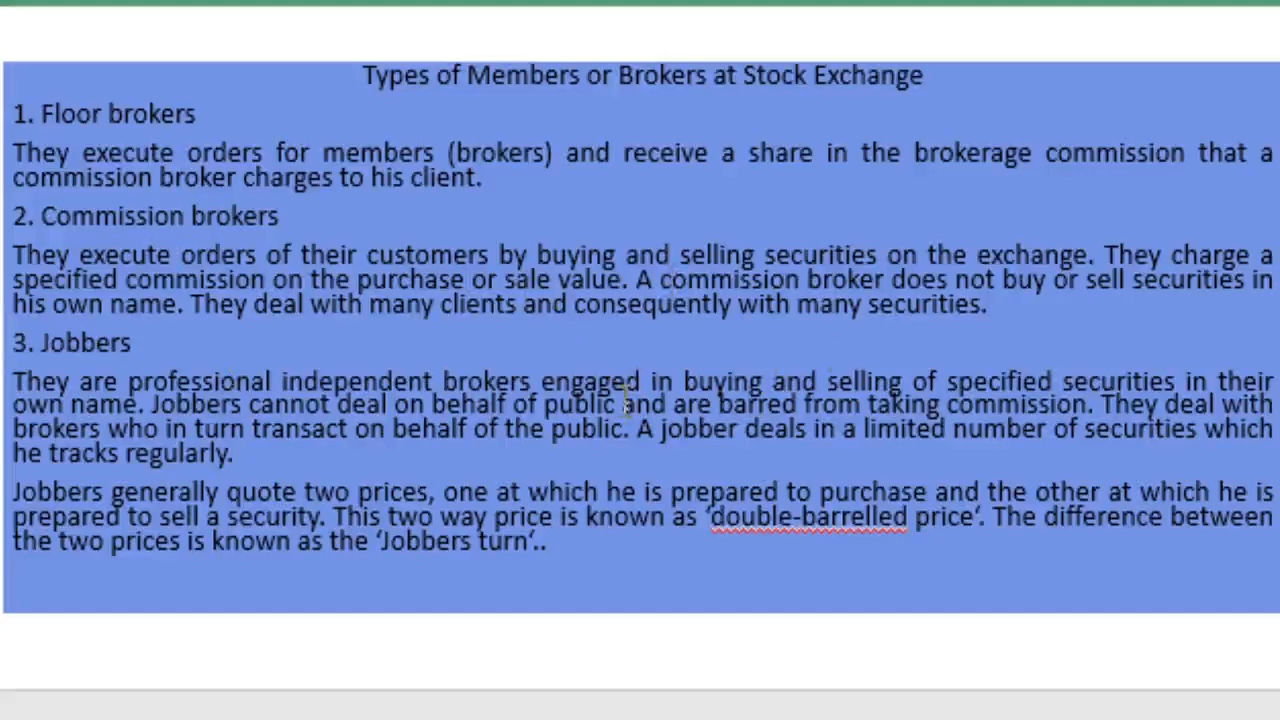 Types of Members or Brokers at Stock Exchange
1. Floor brokers
They execute orders for members (brokers) and receive a share in the brokerage commission that a
commission broker charges to his client.
2. Commission brokers
They execute orders of their customers by buying and selling securities on the exchange. They charge a
specified commission on the purchase or sale value. A commission broker does not buy or sell securities in
his own name. They deal with many clients and consequently with many securities.
3. Jobbers
They are professional independent brokers engaged in buying and selling of specified securities in their
own name. Jobbers cannot deal on behalf of public and are barred from taking commission. They deal with
brokers who in turn transact on behalf of the public. A jobber deals in a limited number of securities which
he tracks regularly.
Jobbers generally quote two prices, one at which he is prepared to purchase and the other at which he is
prepared to sell a security. This two way price is known as ‘double-barrelled price‘. The difference between
the two prices is known as the ‘Jobbers turn‘..